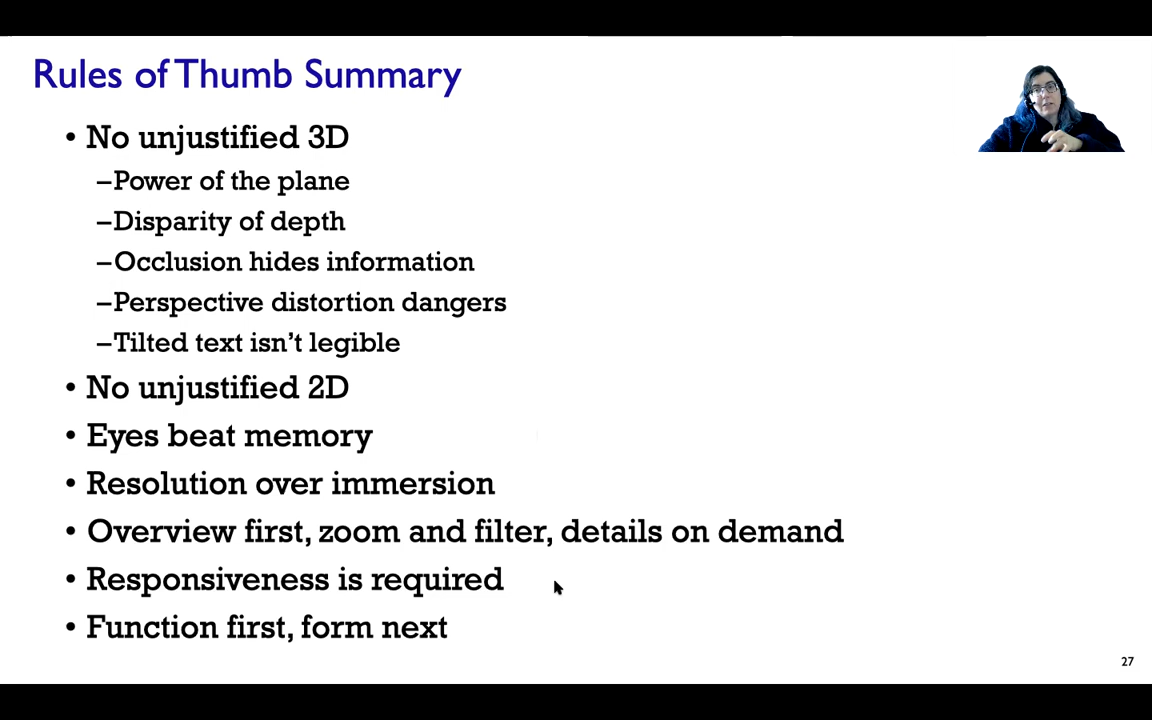 Rules of Thumb Summary
• No unjustified 3D
–Power of the plane
–Disparity of depth
–Occlusion hides information
–Perspective distortion dangers
–Tilted text isn’t legible
• No unjustified 2D
• Eyes beat memory
• Resolution over immersion
• Overview first, zoom and filter, details on demand
• Responsiveness is required
• Function first, form next
27